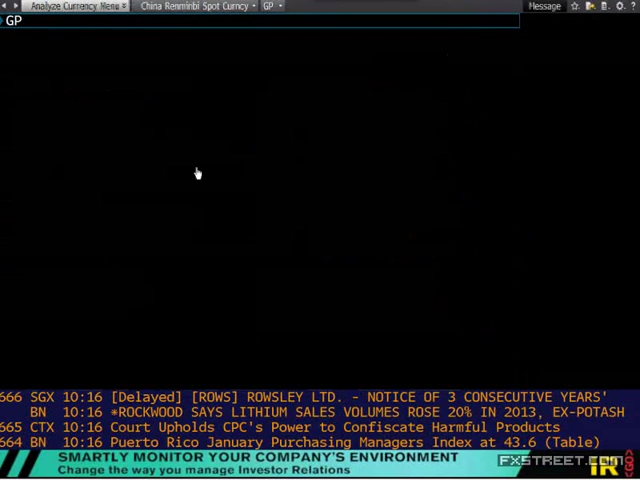 Analyze Currency Menu China Renminbi Spot Curncy GP Message ?
GP
666 SGX 10:16 [Delayed] [ROWS] ROWSLEY LTD. - NOTICE OF 3 CONSECUTIVE YEARS'
BN 10:16 *ROCKWOOD SAYS LITHIUM SALES VOLUMES ROSE 20% IN 2013, EX-POTASH
665 CTX 10:16 Court Upholds CPC's Power to Confiscate Harmful Products
664 BN 10:16 Puerto Rico January Purchasing Managers Index at 43.6 (Table)
SMARTLY MONITOR YOUR COMPANY'S ENVIRONMENT
Change the way you manage Investor Relations
FXSTREET.COM
IR